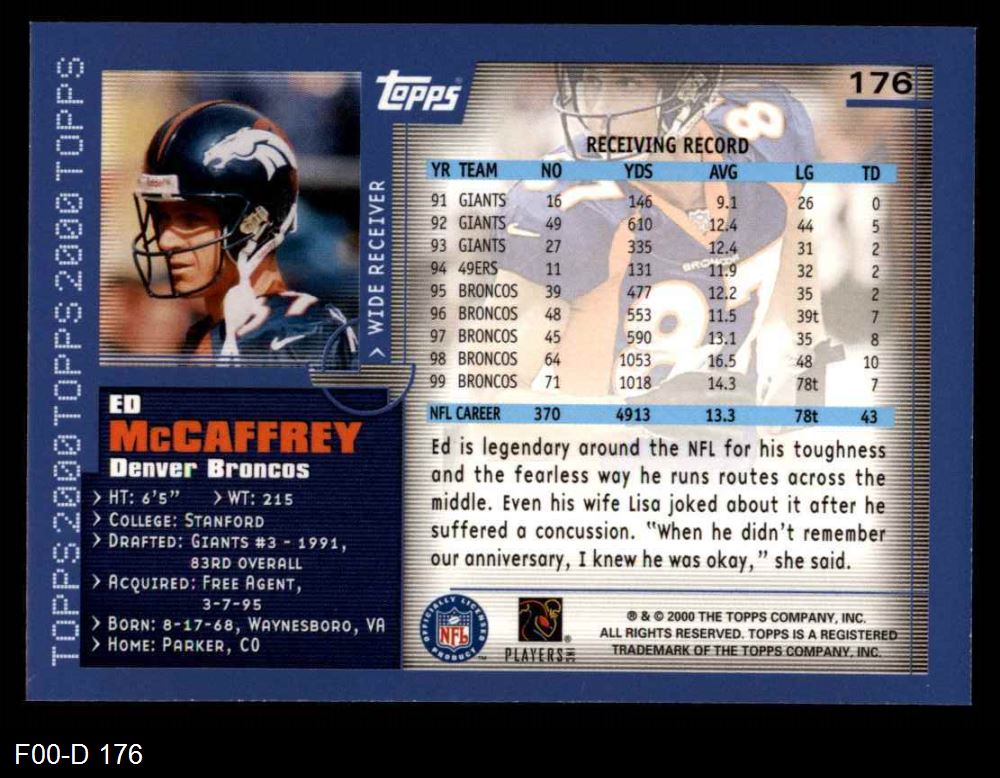 TOPPS 2000 TOPPS 2000 TOPPS
Topps
176
WIDE RECEIVER
ED
McCAFFREY
Denver Broncos
> HT: 6'5" > WT: 215
> COLLEGE: STANFORD
> DRAFTED: GIANTS #3 - 1991,
83RD OVERALL
> ACQUIRED: FREE AGENT,
3-7-95
> BORN: 8-17-68, WAYNESBORO, VA
> HOME: PARKER, CO
RECEIVING RECORD
YR TEAM NO YDS AVG LG TD
91 GIANTS 16 146 9.1 26 0
92 GIANTS 49 610 12.4 44 5
93 GIANTS 27 335 12.4 31 2
94 49ERS 11 131 11.9 32 2
95 BRONCOS 39 477 12.2 35 2
96 BRONCOS 48 553 11.5 39t 7
97 BRONCOS 45 590 13.1 35 8
98 BRONCOS 64 1053 16.5 48 10
99 BRONCOS 71 1018 14.3 78t 7
NFL CAREER 370 4913 13.3 78t 43
Ed is legendary around the NFL for his toughness
and the fearless way he runs routes across the
middle. Even his wife Lisa joked about it after he
suffered a concussion. "When he didn't remember
our anniversary, I knew he was okay," she said.
OFFICIALLY LICENSED
NFL
PRODUCT
PLAYERS INC
® & © 2000 THE TOPPS COMPANY, INC.
ALL RIGHTS RESERVED. TOPPS IS A REGISTERED
TRADEMARK OF THE TOPPS COMPANY, INC.
F00-D 176